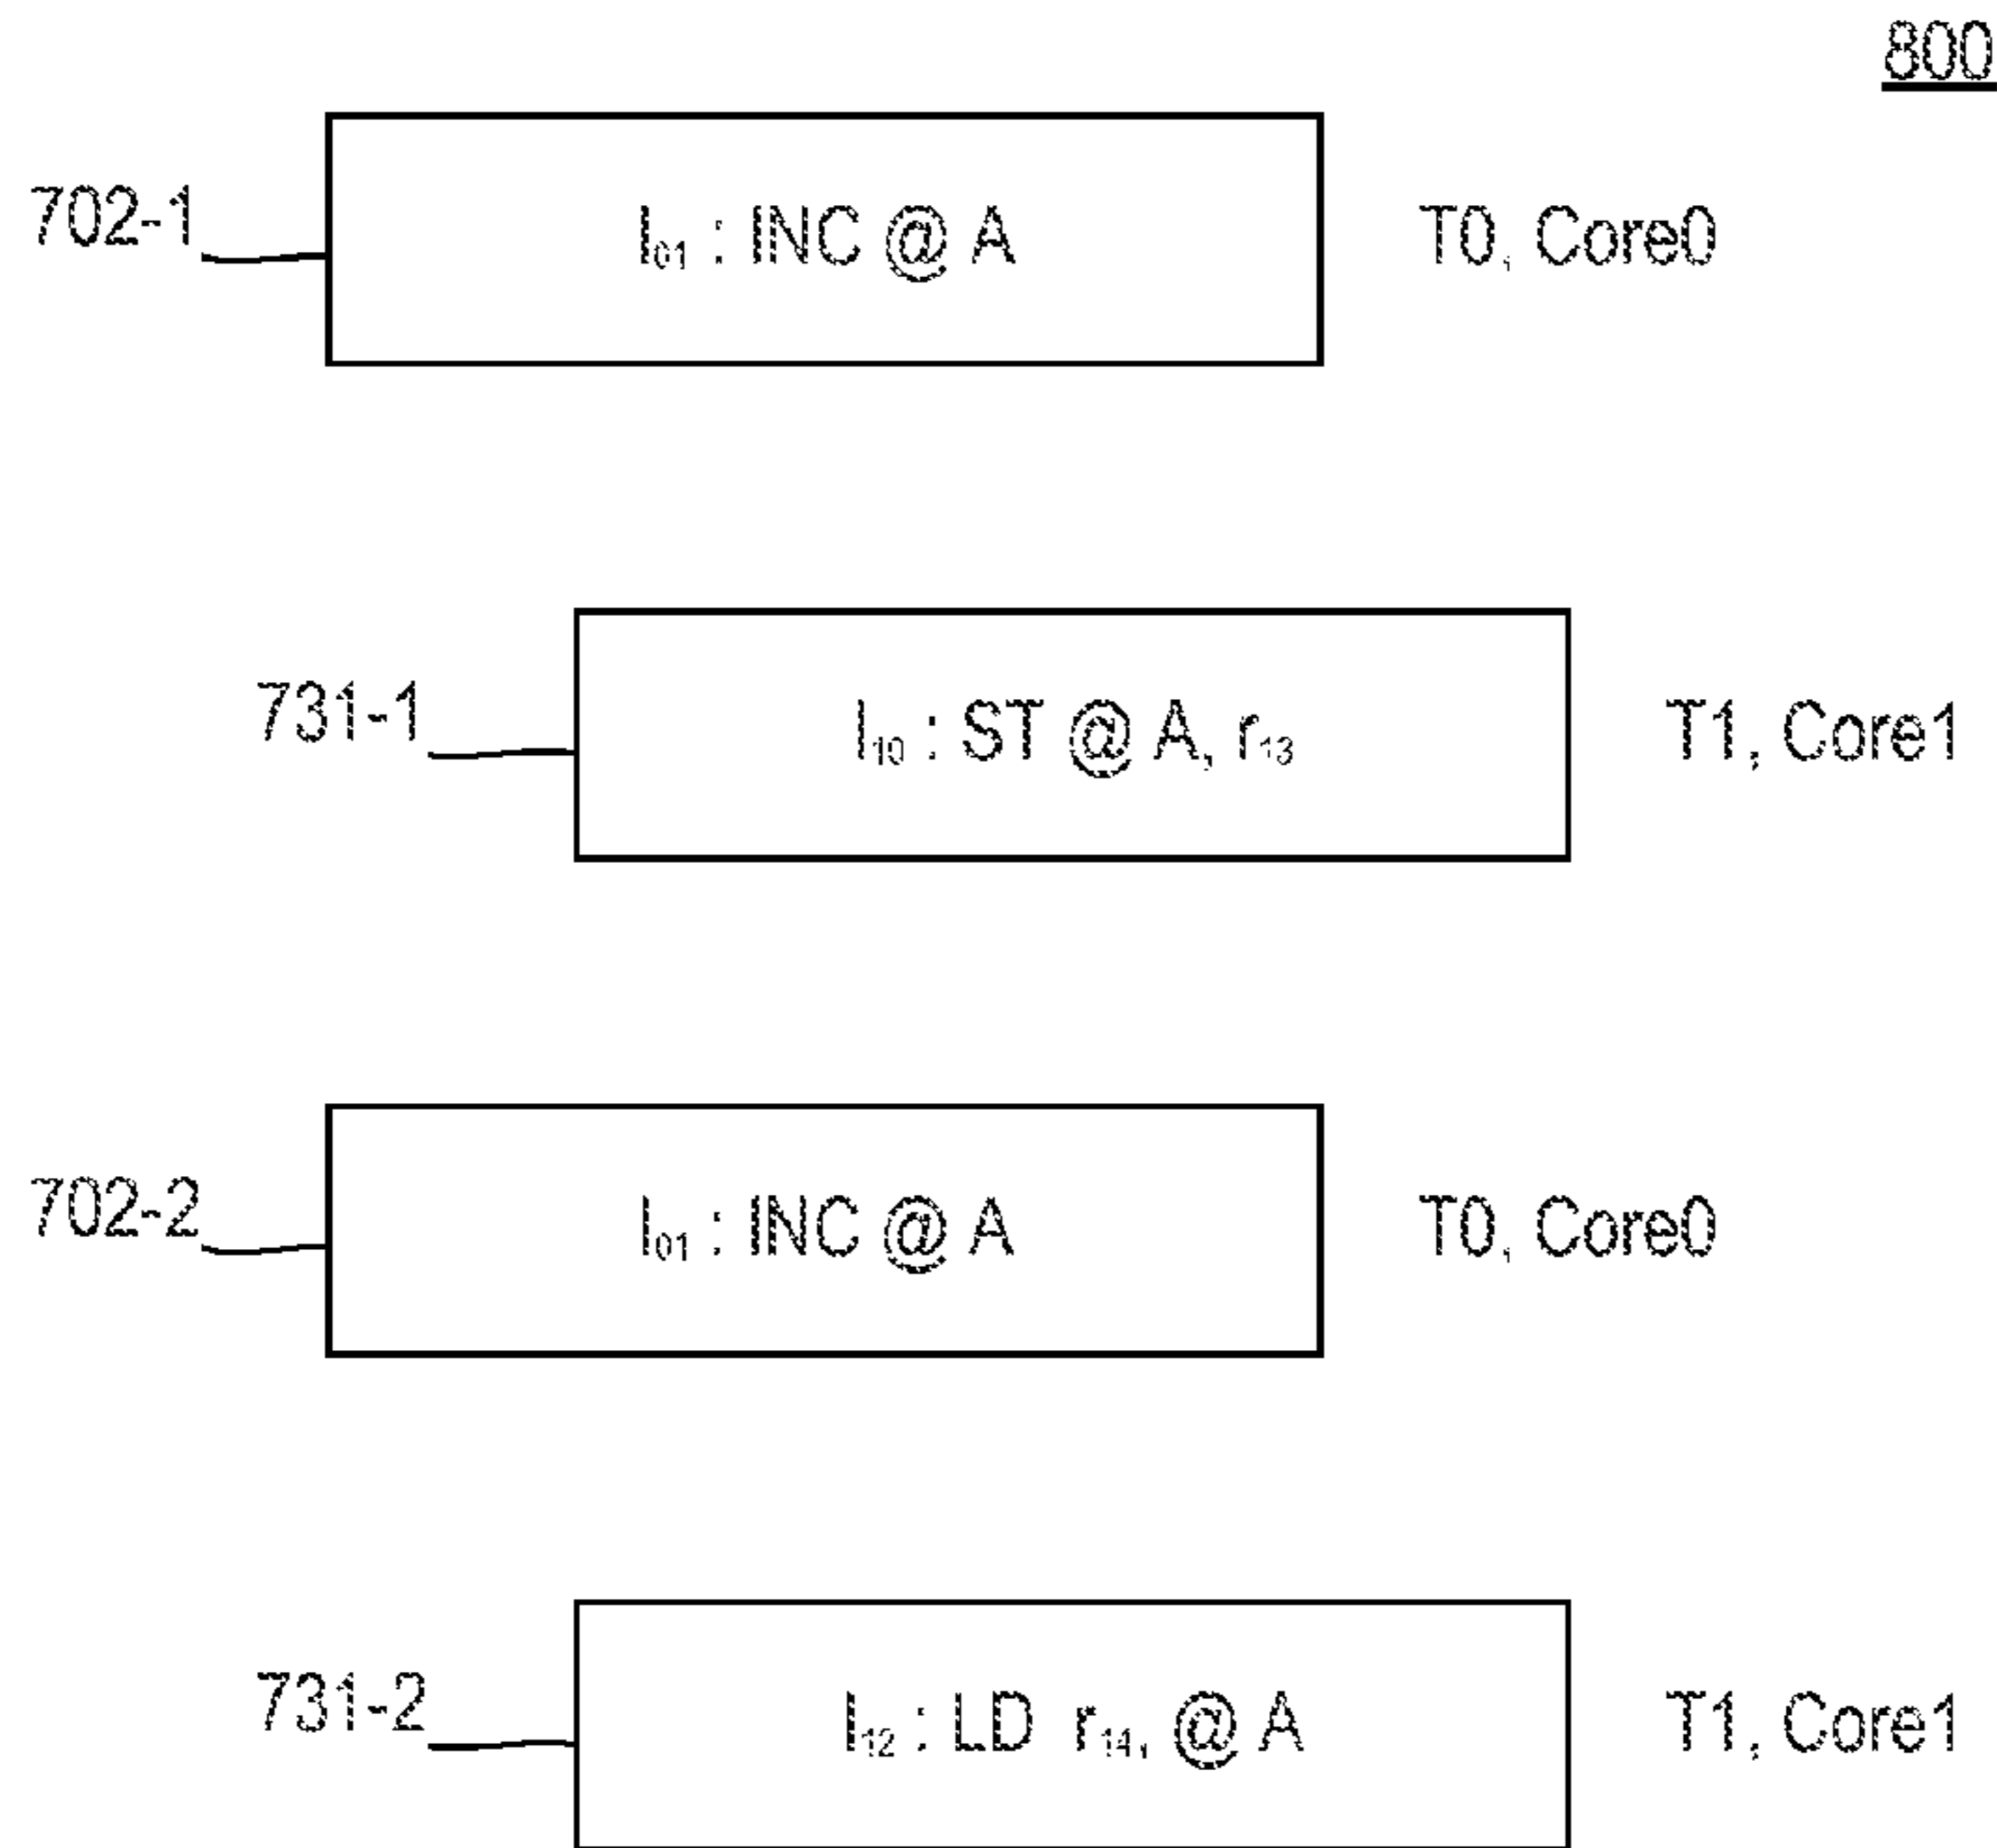 800
702-1 I01 : INC @ A T0, Core0
731-1 I10 : ST @ A, r13 T1, Core1
702-2 I01 : INC @ A T0, Core0
731-2 I12 : LD r14, @ A T1, Core1